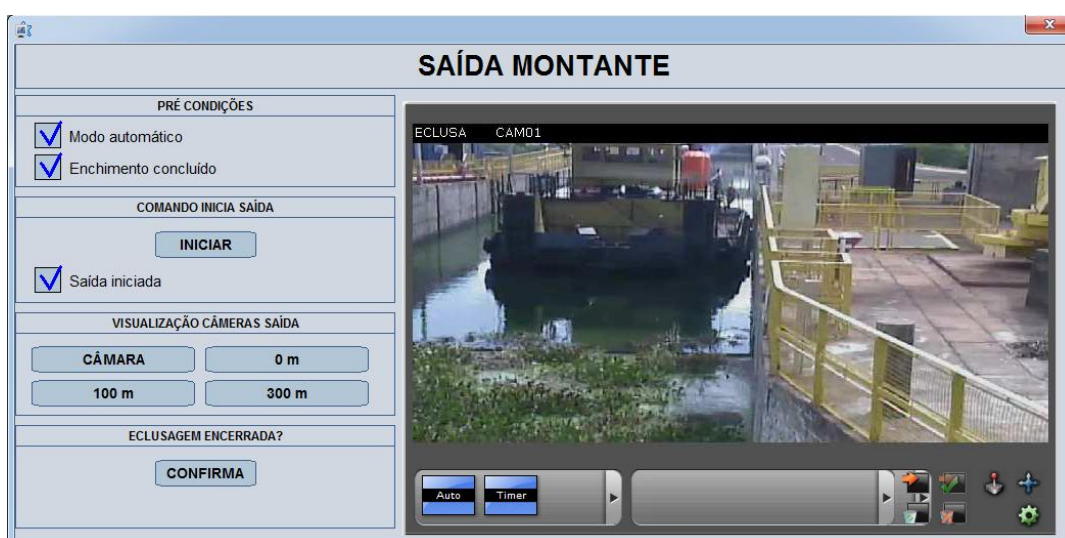 SAÍDA MONTANTE
PRÉ CONDIÇÕES
Modo automático
Enchimento concluído
COMANDO INICIA SAÍDA
INICIAR
Saída iniciada
VISUALIZAÇÃO CÂMERAS SAÍDA
CÂMARA 0 m
100 m 300 m
ECLUSAGEM ENCERRADA?
CONFIRMA
ECLUSA CAM01
Auto Timer